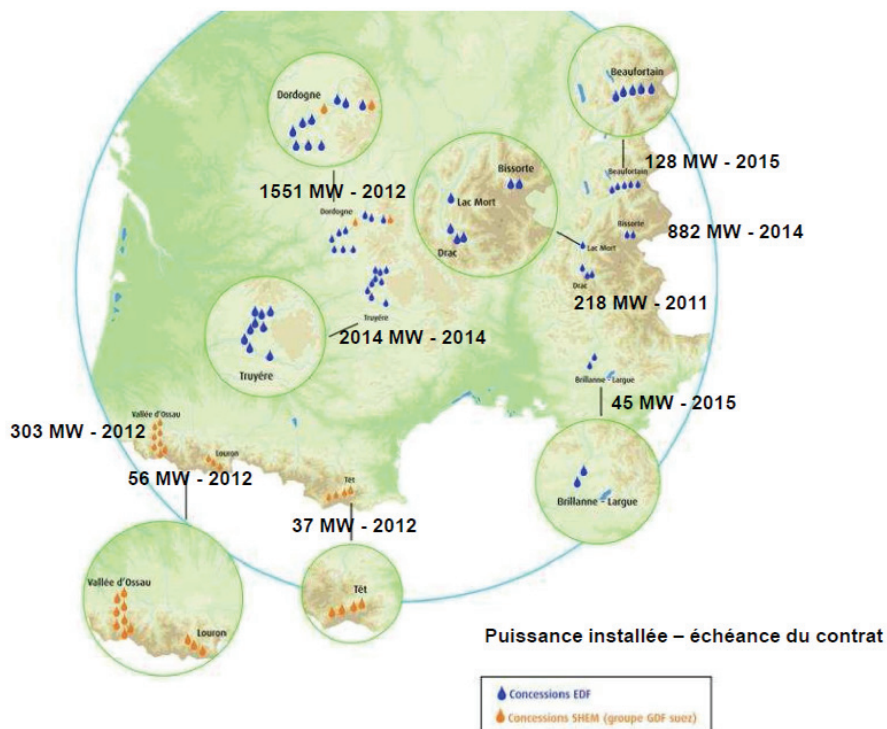 Beaufortain
Dordogne
128 MW - 2015
Bissorte
1551 MW - 2012
Beaufortain
Lac Mort
Dordogne
Bissorte
882 MW - 2014
Drac
Lac Mort
Drac
218 MW - 2011
Truyére
2014 MW - 2014
Truyére
Brillanne - Largue
45 MW - 2015
Vallée d'Ossau
303 MW - 2012
Louron
56 MW - 2012
Têt
37 MW - 2012
Brillanne - Largue
Vallée d'Ossau
Louron
Têt
Puissance installée – échéance du contrat
Concessions EDF
Concessions SHEM (groupe GDF suez)